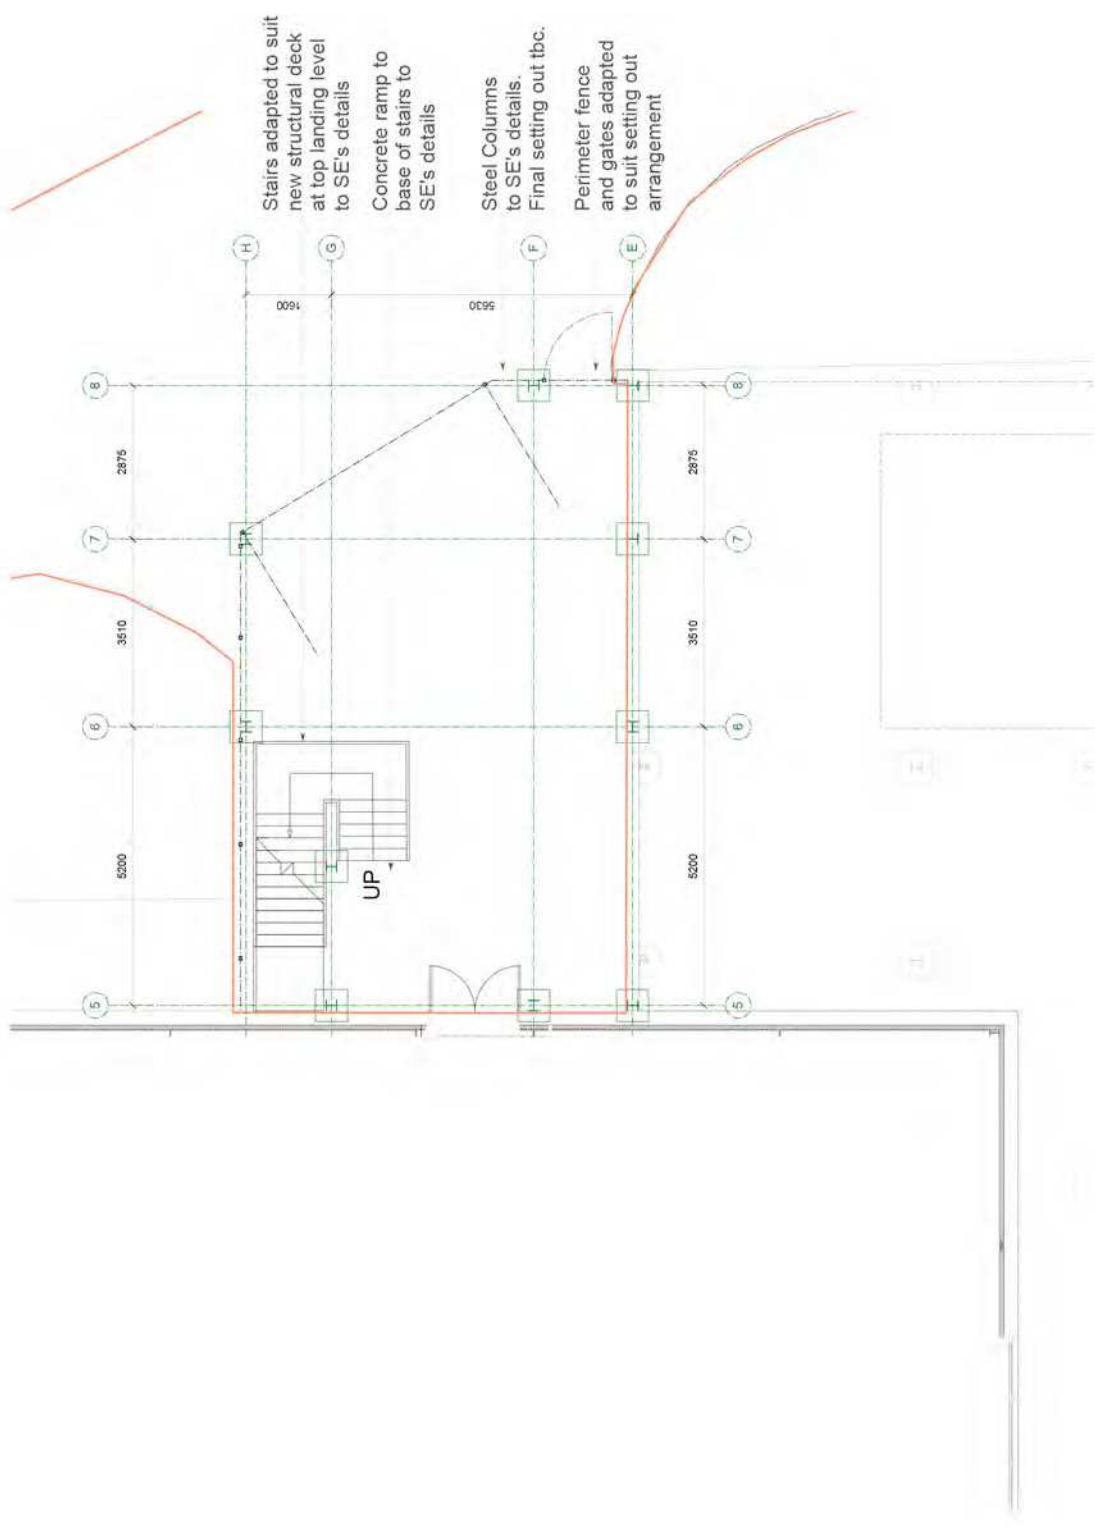 Stairs adapted to suit
new structural deck
at top landing level
to SE's details
Concrete ramp to
base of stairs to
SE's details
Steel Columns
to SE's details.
Final setting out tbc.
Perimeter fence
and gates adapted
to suit setting out
arrangement
H
G
F
E
1600
5630
8
7
6
5
2875
3510
5200
UP
2875
3510
5200
8
7
6
5